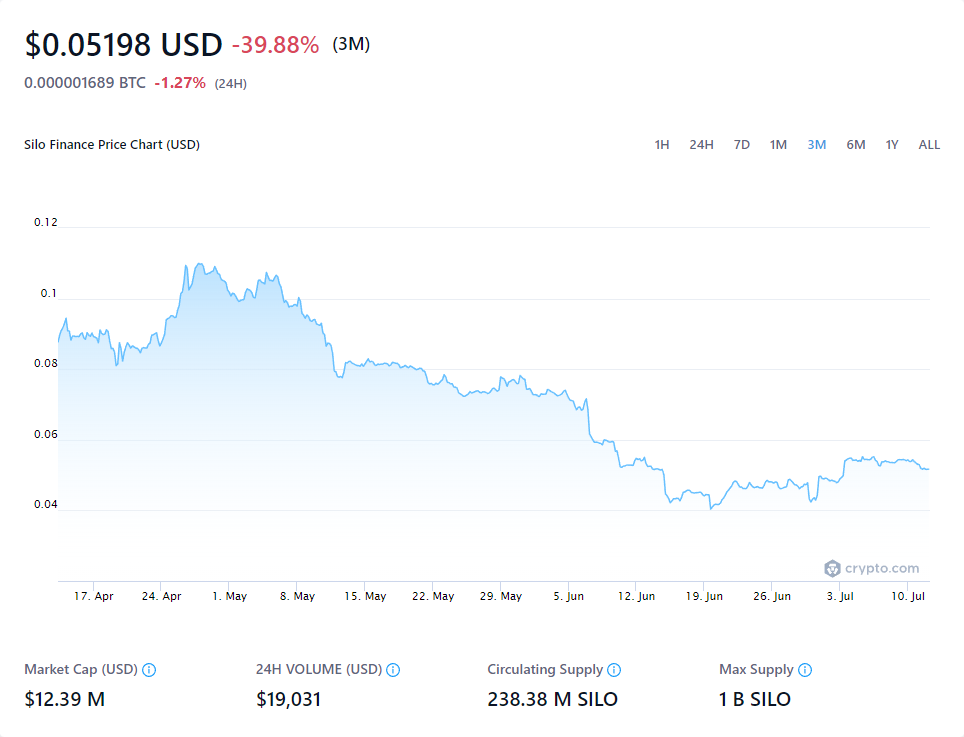 $0.05198 USD -39.88% (3M)
0.000001689 BTC -1.27% (24H)
Silo Finance Price Chart (USD)
1H 24H 7D 1M 3M 6M 1Y ALL
0.12
0.1
0.08
0.06
0.04
crypto.com
17. Apr 24. Apr 1. May 8. May 15. May 22. May 29. May 5. Jun 12. Jun 19. Jun 26. Jun 3. Jul 10. Jul
Market Cap (USD) 24H VOLUME (USD) Circulating Supply Max Supply
$12.39 M $19,031 238.38 M SILO 1 B SILO